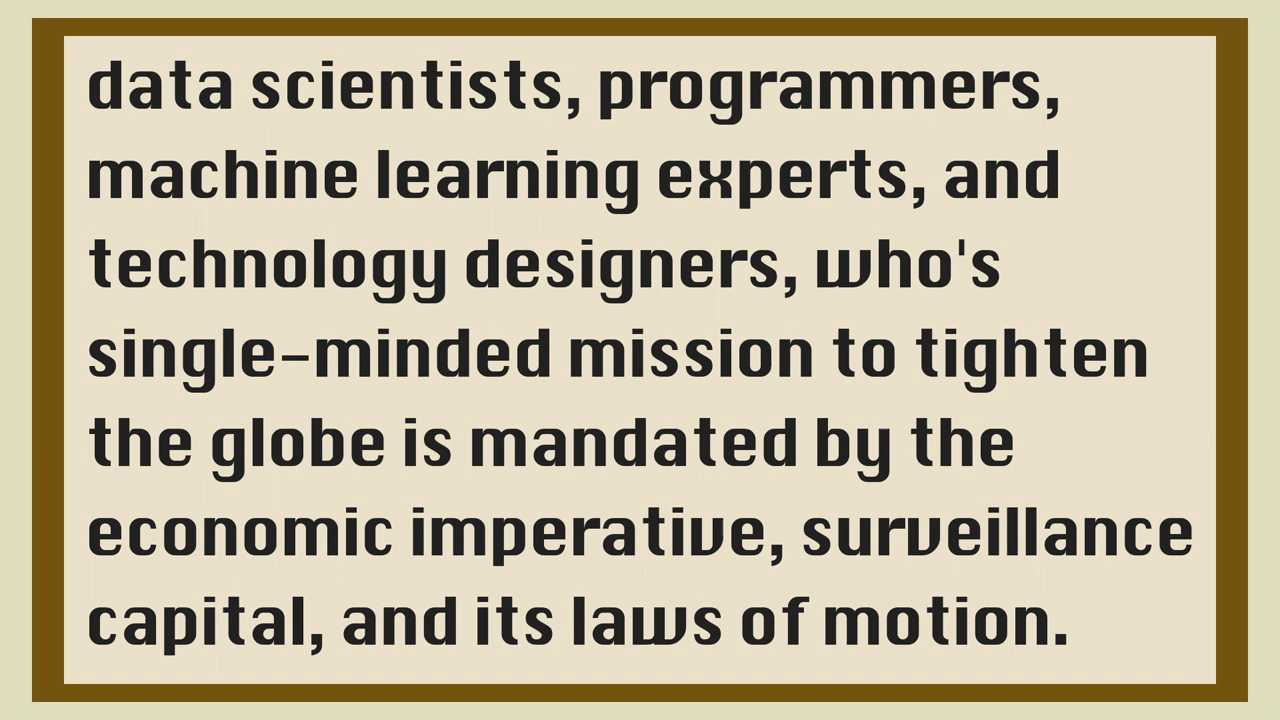 data scientists, programmers,
machine learning experts, and
technology designers, who's
single-minded mission to tighten
the globe is mandated by the
economic imperative, surveillance
capital, and its laws of motion.